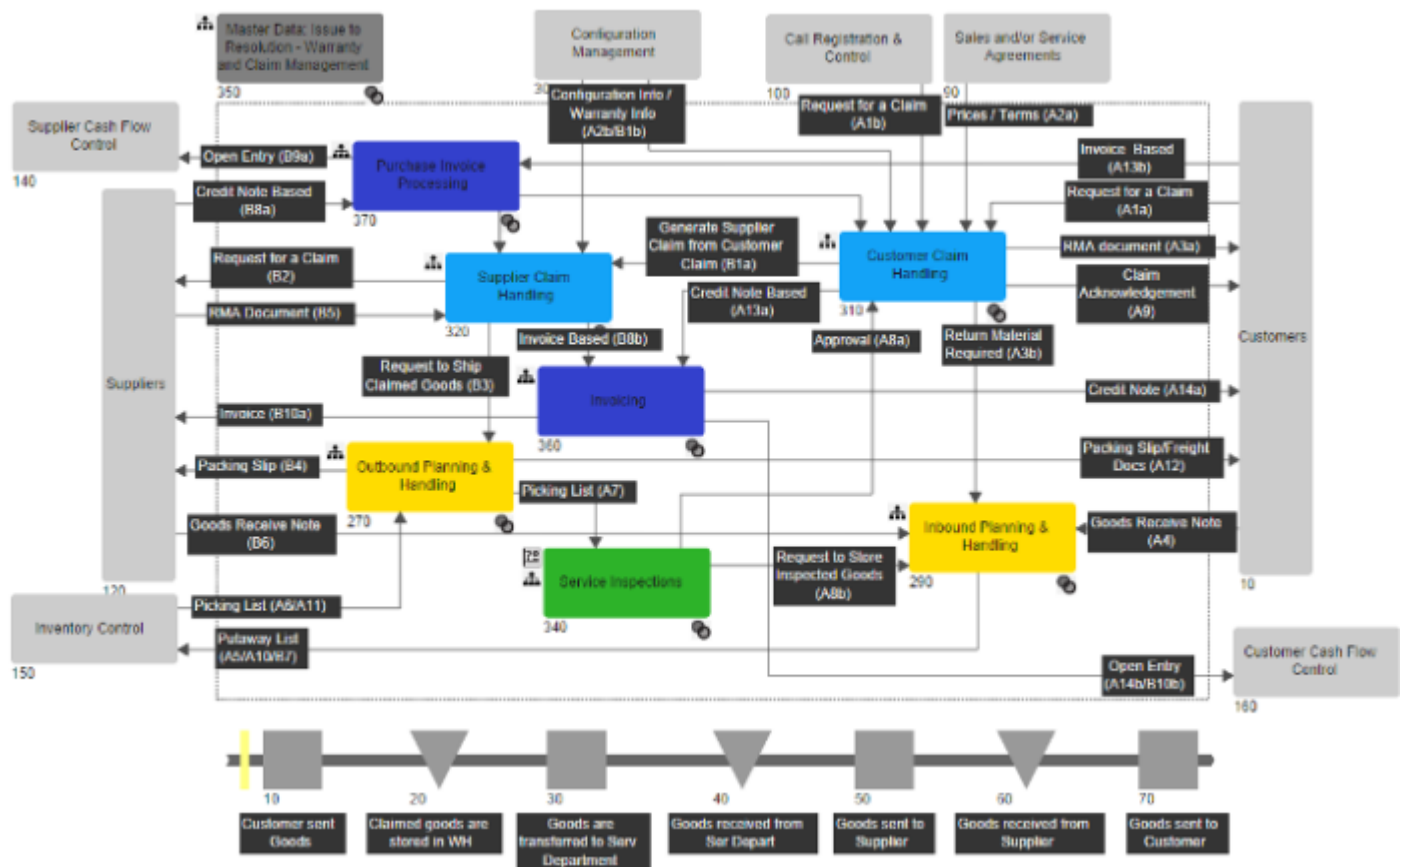 Master Data: Issue to
Resolution - Warranty
and Claim Management
350
Configuration
Management
Call Registration &
Control
100
Sales and/or Service
Agreements
90
Configuration Info /
Warranty Info
(A2b/B1b)
Request for a Claim
(A1b)
Prices / Terms (A2a)
Supplier Cash Flow
Control
140
Open Entry (B9a)
Purchase Invoice
Processing
370
Invoice Based
(A13b)
Credit Note Based
(B8a)
Request for a Claim
(A1a)
Generate Supplier
Claim from Customer
Claim (B1a)
Customer Claim
Handling
310
RMA document (A3a)
Request for a Claim
(B2)
Supplier Claim
Handling
320
Claim
Acknowledgement
(A9)
Credit Note Based
(A13a)
RMA Document (B5)
Invoice Based (B8b)
Approval (A8a)
Return Material
Required (A3b)
Customers
10
Suppliers
120
Request to Ship
Claimed Goods (B3)
Invoicing
360
Credit Note (A14a)
Invoice (B10a)
Packing Slip (B4)
Outbound Planning &
Handling
270
Packing Slip/Freight
Docs (A12)
Picking List (A7)
Goods Receive Note
(B6)
Inbound Planning &
Handling
290
Goods Receive Note
(A4)
Service Inspections
340
Request to Store
Inspected Goods
(A8b)
Picking List (A6/A11)
Inventory Control
150
Putaway List
(A5/A10/B7)
Open Entry
(A14b/B10b)
Customer Cash Flow
Control
160
10
20
30
40
50
60
70
Customer sent
Goods
Claimed goods are
stored in WH
Goods are
transferred to Serv
Department
Goods received from
Ser Depart
Goods sent to
Supplier
Goods received from
Supplier
Goods sent to
Customer